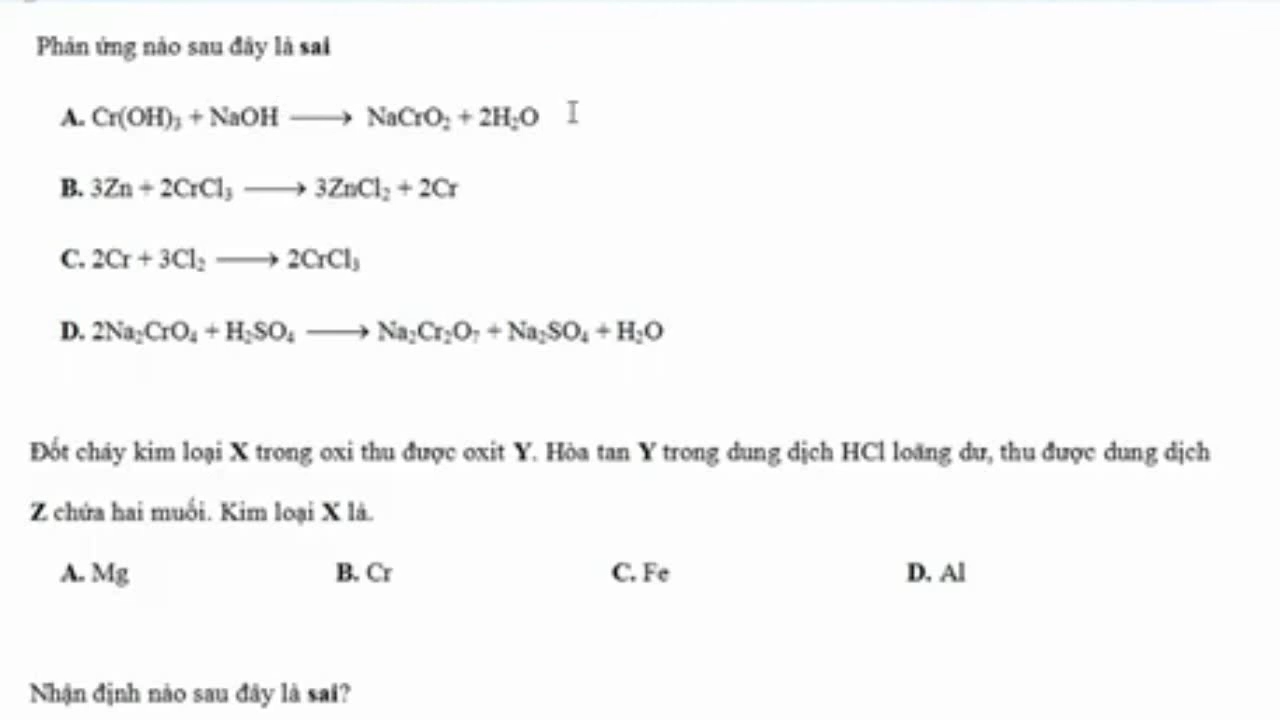 Phản ứng nào sau đây là sai
A. Cr(OH)₃ + NaOH ⟶ NaCrO₂ + 2H₂O
B. 3Zn + 2CrCl₃ ⟶ 3ZnCl₂ + 2Cr
C. 2Cr + 3Cl₂ ⟶ 2CrCl₃
D. 2Na₂CrO₄ + H₂SO₄ ⟶ Na₂Cr₂O₇ + Na₂SO₄ + H₂O
Đốt cháy kim loại X trong oxi thu được oxit Y. Hòa tan Y trong dung dịch HCl loãng dư, thu được dung dịch
Z chứa hai muối. Kim loại X là.
A. Mg B. Cr C. Fe D. Al
Nhận định nào sau đây là sai?